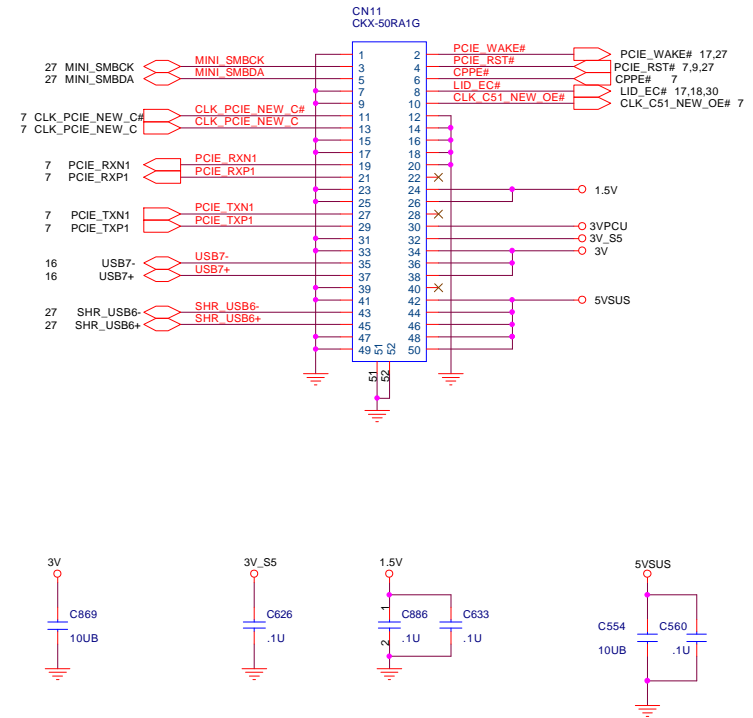 CN11
CKX-50RA1G
27 MINI_SMBCK MINI_SMBCK 1 2 PCIE_WAKE# PCIE_WAKE# 17,27
27 MINI_SMBDA MINI_SMBDA 3 4 PCIE_RST# PCIE_RST# 7,9,27
5 6 CPPE# CPPE# 7
7 8 LID_EC# LID_EC# 17,18,30
9 10 CLK_C51_NEW_OE# CLK_C51_NEW_OE# 7
7 CLK_PCIE_NEW_C# CLK_PCIE_NEW_C# 11 12
7 CLK_PCIE_NEW_C CLK_PCIE_NEW_C 13 14
15 16
17 18
7 PCIE_RXN1 PCIE_RXN1 19 20
7 PCIE_RXP1 PCIE_RXP1 21 22
23 24 1.5V
25 26
7 PCIE_TXN1 PCIE_TXN1 27 28
7 PCIE_TXP1 PCIE_TXP1 29 30 3VPCU
31 32 3V_S5
33 34 3V
16 USB7- USB7- 35 36
16 USB7+ USB7+ 37 38
39 40
41 42 5VSUS
27 SHR_USB6- SHR_USB6- 43 44
27 SHR_USB6+ SHR_USB6+ 45 46
47 48
49 51 52 50
51 52
3V 3V_S5 1.5V 5VSUS
C869 C626 1 C886 C633 C554 C560
10UB .1U 2 .1U .1U 10UB .1U